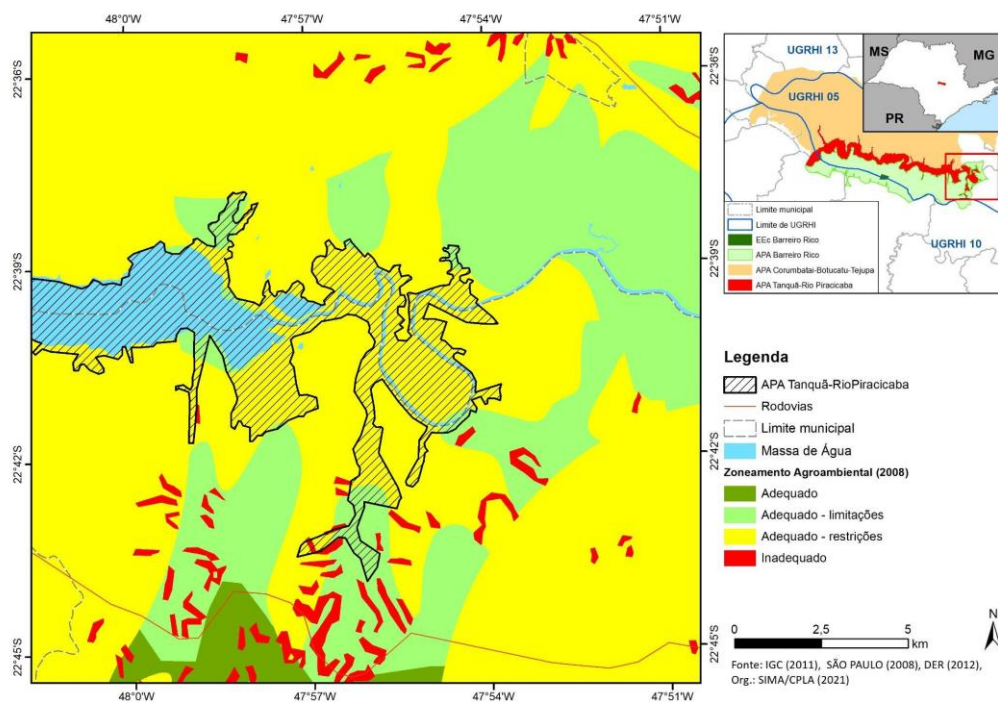 48°0'W 47°57'W 47°54'W 47°51'W
22°36'S
22°39'S
22°42'S
22°45'S
48°0'W 47°57'W 47°54'W 47°51'W
22°36'S
22°39'S
22°42'S
22°45'S
UGRHI 13
MS
MG
UGRHI 05
PR
UGRHI 10
Limite municipal
Limite de UGRHI
EEc Barreiro Rico
APA Barreiro Rico
APA Corumbataí-Botucatu-Tejupa
APA Tanquã-Rio Piracicaba
Legenda
APA Tanquã-RioPiracicaba
Rodovias
Limite municipal
Massa de Água
Zoneamento Agroambiental (2008)
Adequado
Adequado - limitações
Adequado - restrições
Inadequado
N
0 2,5 5
km
Fonte: IGC (2011), SÃO PAULO (2008), DER (2012),
Org.: SIMA/CPLA (2021)